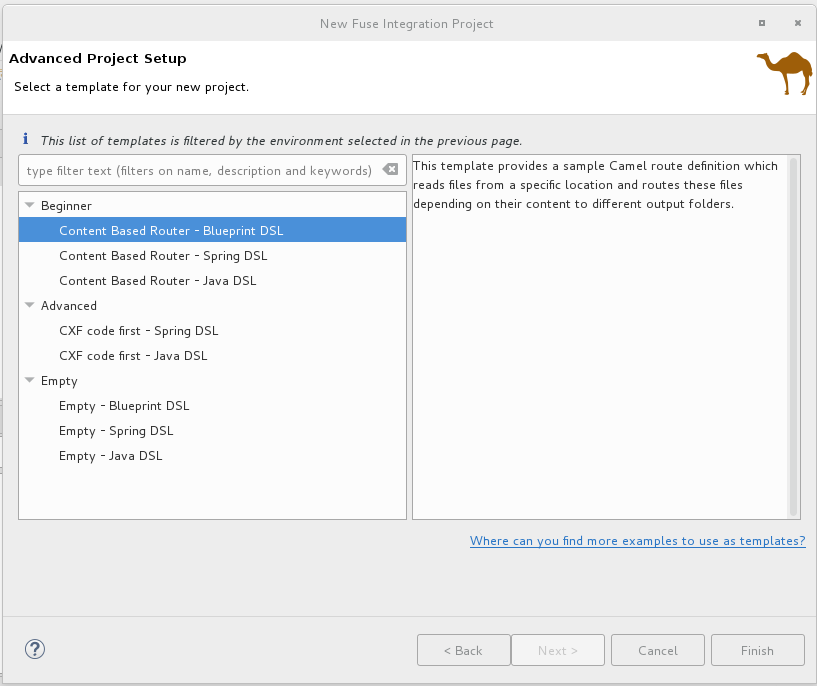 New Fuse Integration Project
Advanced Project Setup
Select a template for your new project.
This list of templates is filtered by the environment selected in the previous page.
type filter text (filters on name, description and keywords)
This template provides a sample Camel route definition which
reads files from a specific location and routes these files
depending on their content to different output folders.
Beginner
Content Based Router - Blueprint DSL
Content Based Router - Spring DSL
Content Based Router - Java DSL
Advanced
CXF code first - Spring DSL
CXF code first - Java DSL
Empty
Empty - Blueprint DSL
Empty - Spring DSL
Empty - Java DSL
Where can you find more examples to use as templates?
< Back
Next >
Cancel
Finish